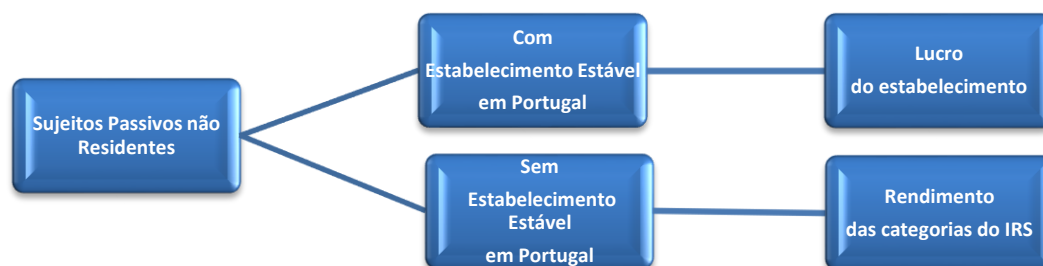 Sujeitos Passivos não
Residentes
Com
Estabelecimento Estável
em Portugal
Lucro
do estabelecimento
Sem
Estabelecimento
Estável
em Portugal
Rendimento
das categorias do IRS